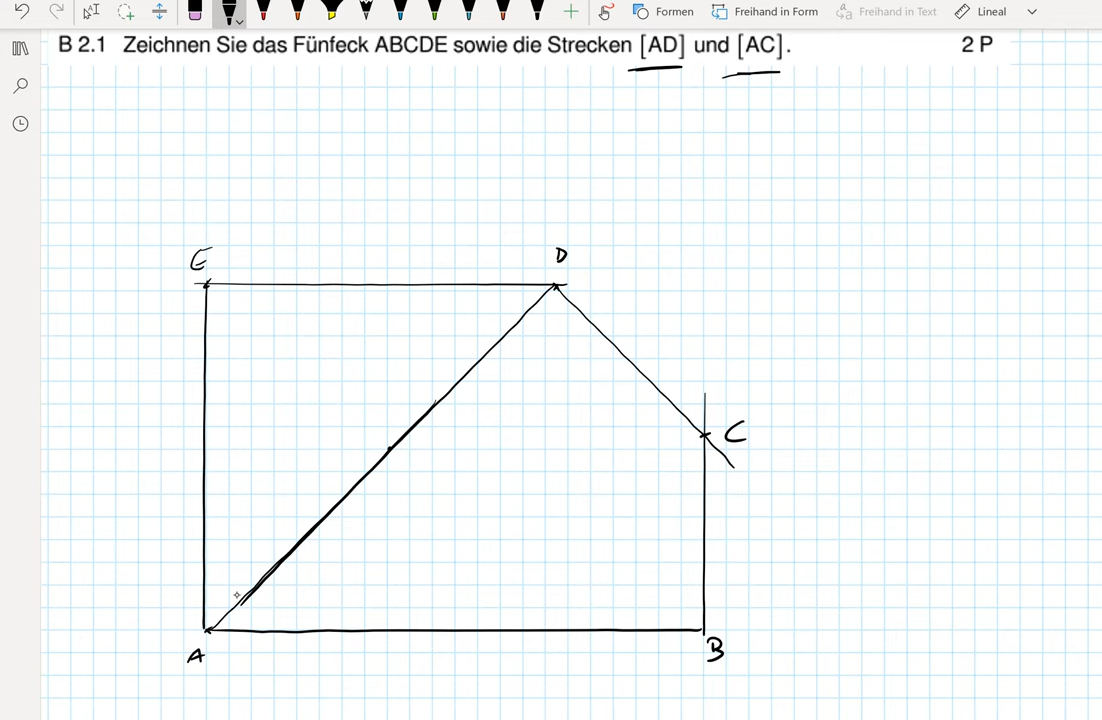 Formen Freihand in Form Freihand in Text Lineal
B 2.1 Zeichnen Sie das Fünfeck ABCDE sowie die Strecken [AD] und [AC]. 2 P
E D
C
A B